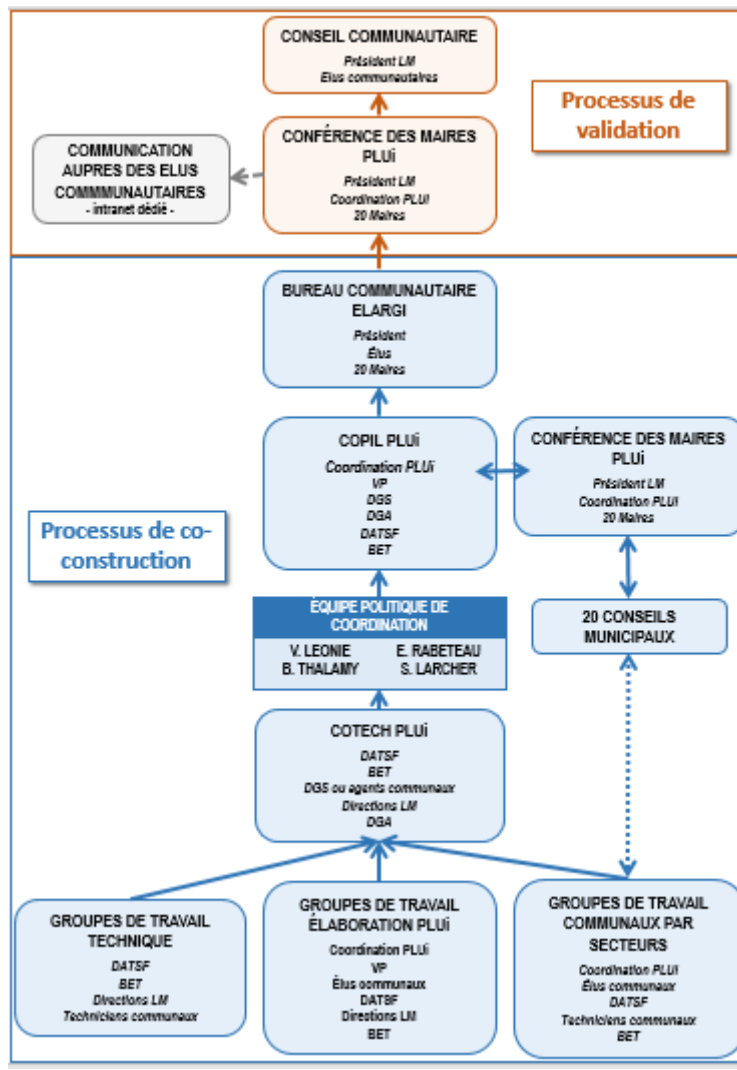 CONSEIL COMMUNAUTAIRE
Président LM
Elus communautaires
Processus de
validation
CONFÉRENCE DES MAIRES
PLUi
Président LM
Coordination PLUi
20 Maires
COMMUNICATION
AUPRES DES ELUS
COMMMUNAUTAIRES
- intranet dédié -
BUREAU COMMUNAUTAIRE
ELARGI
Président
Élus
20 Maires
COPIL PLUi
Coordination PLUi
VP
DGS
DGA
DATSF
BET
CONFÉRENCE DES MAIRES
PLUi
Président LM
Coordination PLUi
20 Maires
Processus de co-
construction
ÉQUIPE POLITIQUE DE
COORDINATION
V. LEONIE E. RABETEAU
B. THALAMY S. LARCHER
20 CONSEILS
MUNICIPAUX
COTECH PLUi
DATSF
BET
DGS ou agents communaux
Directions LM
DGA
GROUPES DE TRAVAIL
TECHNIQUE
DATSF
BET
Directions LM
Techniciens communaux
GROUPES DE TRAVAIL
ÉLABORATION PLUi
Coordination PLUi
VP
Élus communaux
DATSF
Directions LM
BET
GROUPES DE TRAVAIL
COMMUNAUX PAR
SECTEURS
Coordination PLUi
Élus communaux
DATSF
Techniciens communaux
BET